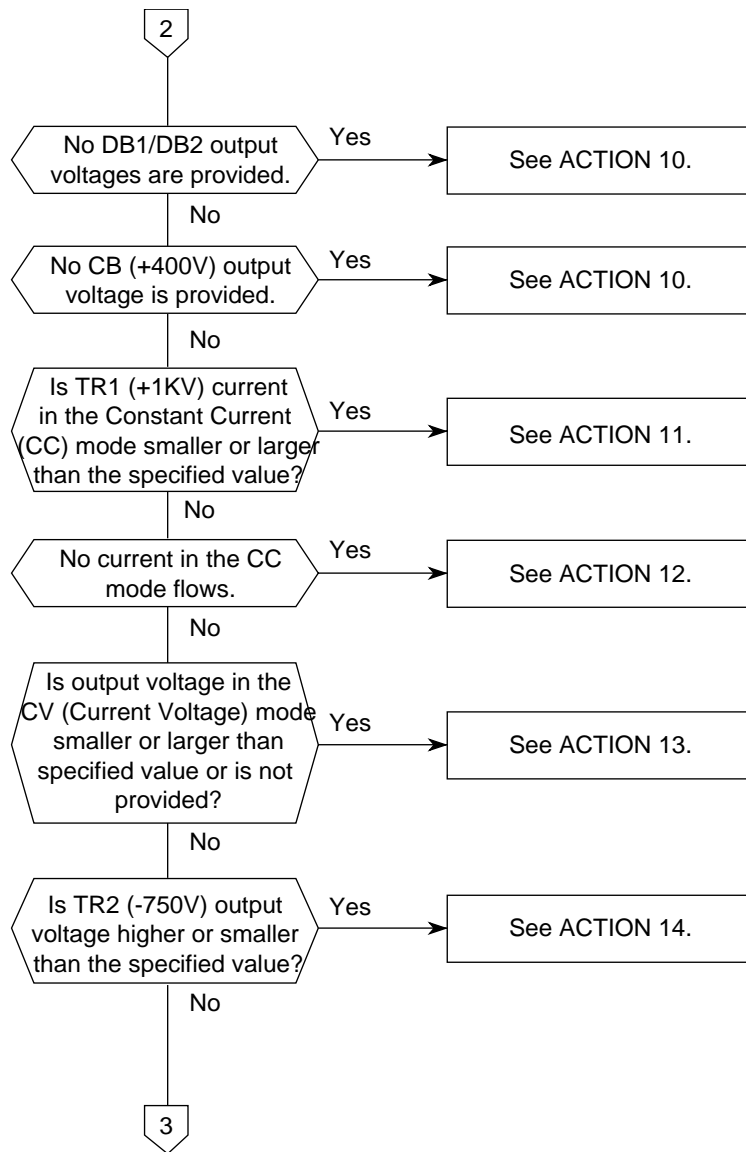 2
No DB1/DB2 output
voltages are provided.
Yes
See ACTION 10.
No
No CB (+400V) output
voltage is provided.
Yes
See ACTION 10.
No
Is TR1 (+1KV) current
in the Constant Current
(CC) mode smaller or larger
than the specified value?
Yes
See ACTION 11.
No
No current in the CC
mode flows.
Yes
See ACTION 12.
No
Is output voltage in the
CV (Current Voltage) mode
smaller or larger than
specified value or is not
provided?
Yes
See ACTION 13.
No
Is TR2 (-750V) output
voltage higher or smaller
than the specified value?
Yes
See ACTION 14.
No
3